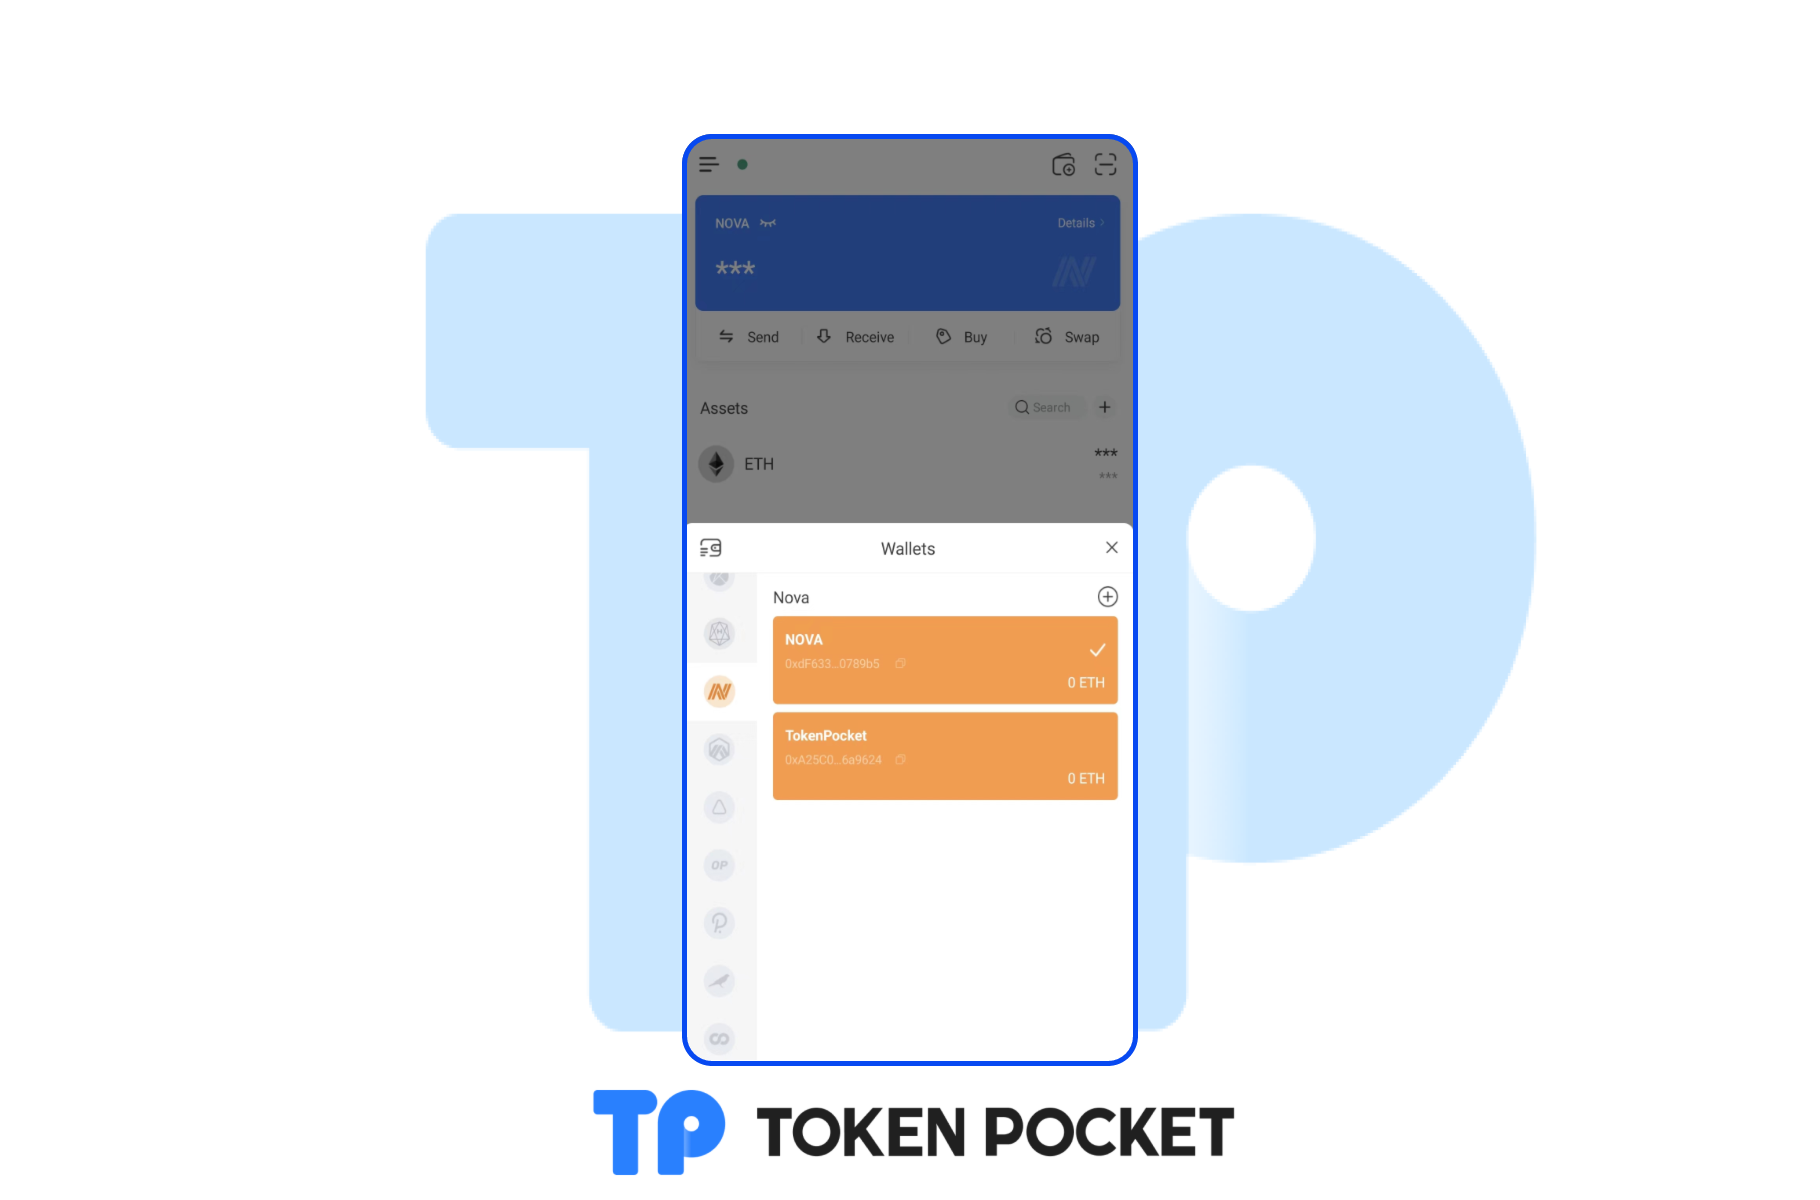 NOVA
Details
***
Send Receive Buy Swap
Assets
Search
ETH
***
***
Wallets
Nova
NOVA
0xdF633...0789b5
0 ETH
TokenPocket
0xA25C0...6a9624
0 ETH
OP
TP TOKEN POCKET